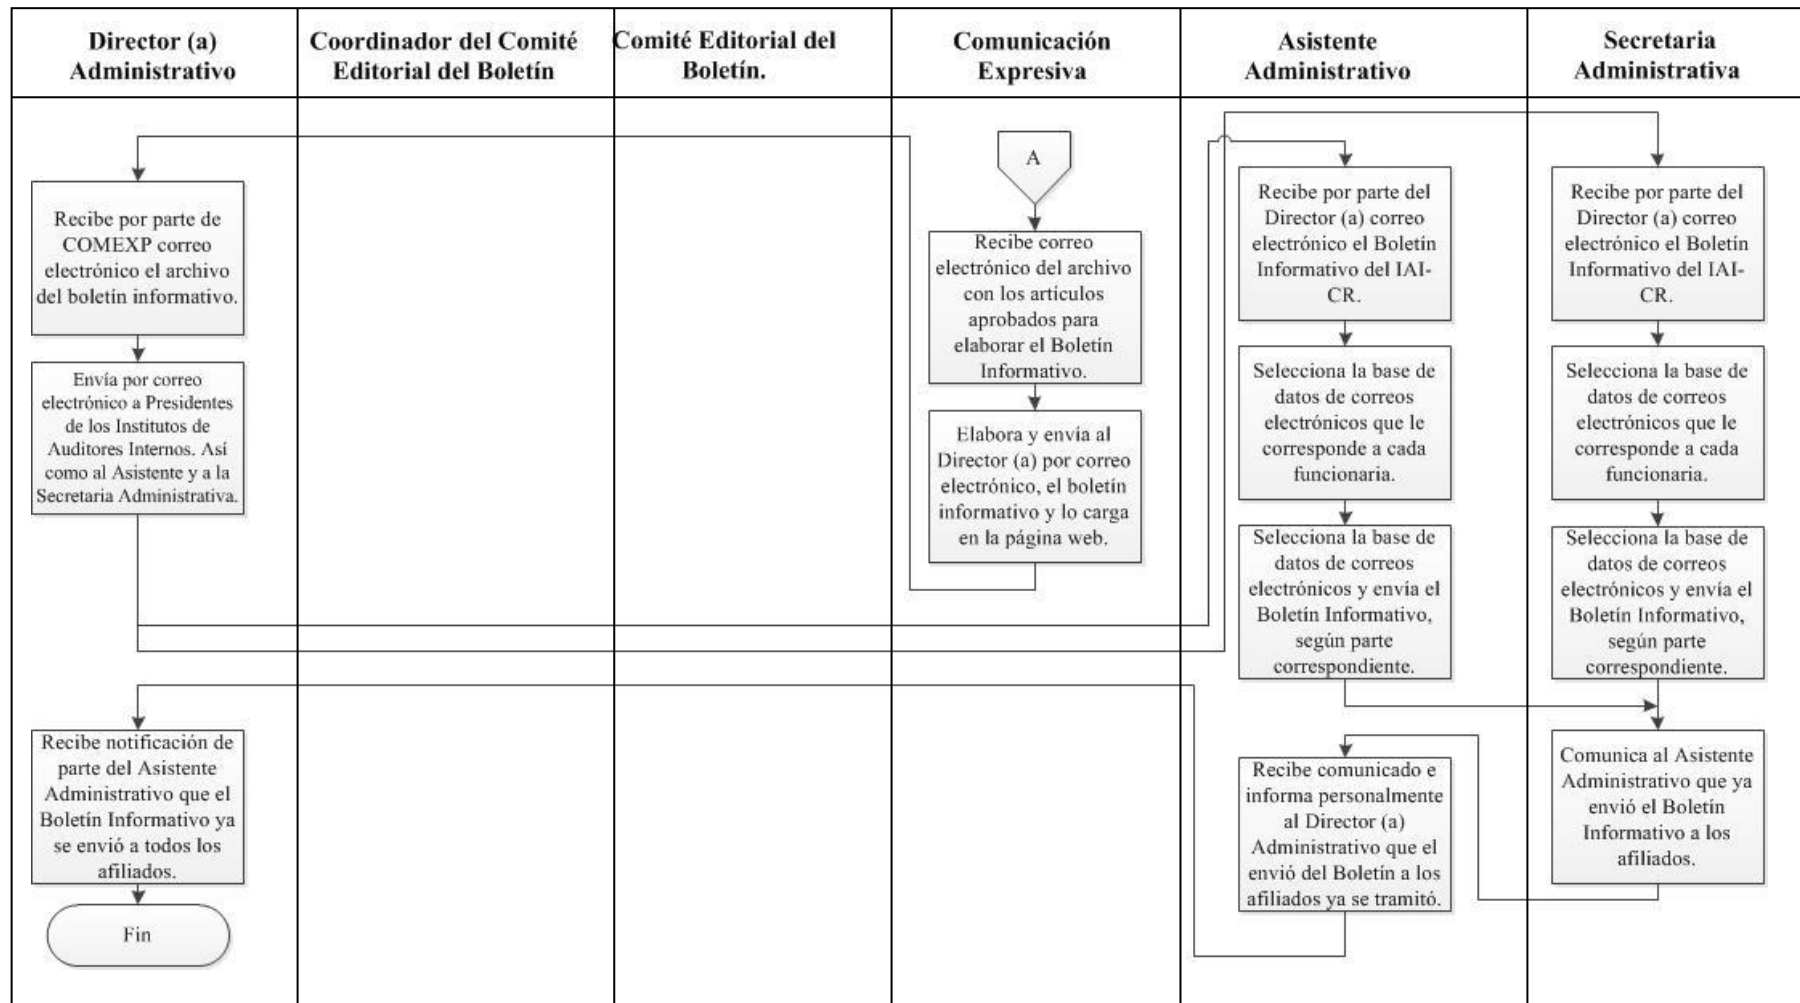 Director (a)
Administrativo
Coordinador del Comité
Editorial del Boletín
Comité Editorial del
Boletín.
Comunicación
Expresiva
Asistente
Administrativo
Secretaria
Administrativa
A
Recibe por parte de
COMEXP correo
electrónico el archivo
del boletín informativo.
Envía por correo
electrónico a Presidentes
de los Institutos de
Auditores Internos. Así
como al Asistente y a la
Secretaria Administrativa.
Recibe correo
electrónico del archivo
con los artículos
aprobados para
elaborar el Boletín
Informativo.
Elabora y envía al
Director (a) por correo
electrónico, el boletín
informativo y lo carga
en la página web.
Recibe por parte del
Director (a) correo
electrónico el Boletín
Informativo del IAI-
CR.
Selecciona la base de
datos de correos
electrónicos que le
corresponde a cada
funcionaria.
Selecciona la base de
datos de correos
electrónicos y envía el
Boletín Informativo,
según parte
correspondiente.
Recibe por parte del
Director (a) correo
electrónico el Boletín
Informativo del IAI-
CR.
Selecciona la base de
datos de correos
electrónicos que le
corresponde a cada
funcionaria.
Selecciona la base de
datos de correos
electrónicos y envía el
Boletín Informativo,
según parte
correspondiente.
Comunica al Asistente
Administrativo que ya
envió el Boletín
Informativo a los
afiliados.
Recibe comunicado e
informa personalmente
al Director (a)
Administrativo que el
envió del Boletín a los
afiliados ya se tramitó.
Recibe notificación de
parte del Asistente
Administrativo que el
Boletín Informativo ya
se envió a todos los
afiliados.
Fin